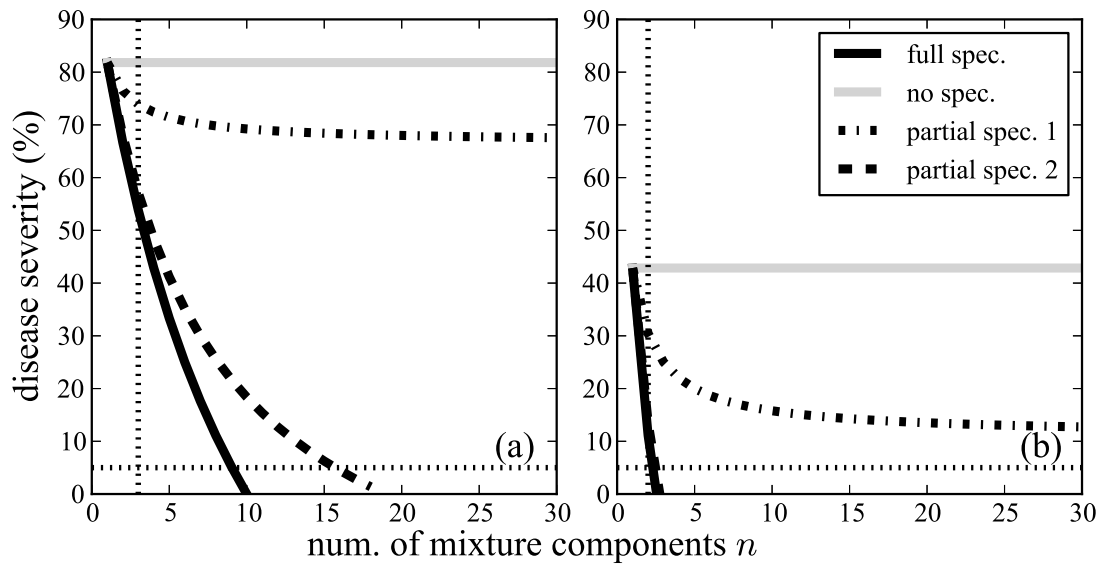 disease severity (%)
90
80
70
60
50
40
30
20
10
0
0 5 10 15 20 25 30
(a)
90
80
70
60
50
40
30
20
10
0
0 5 10 15 20 25 30
(b)
full spec.
no spec.
partial spec. 1
partial spec. 2
num. of mixture components n